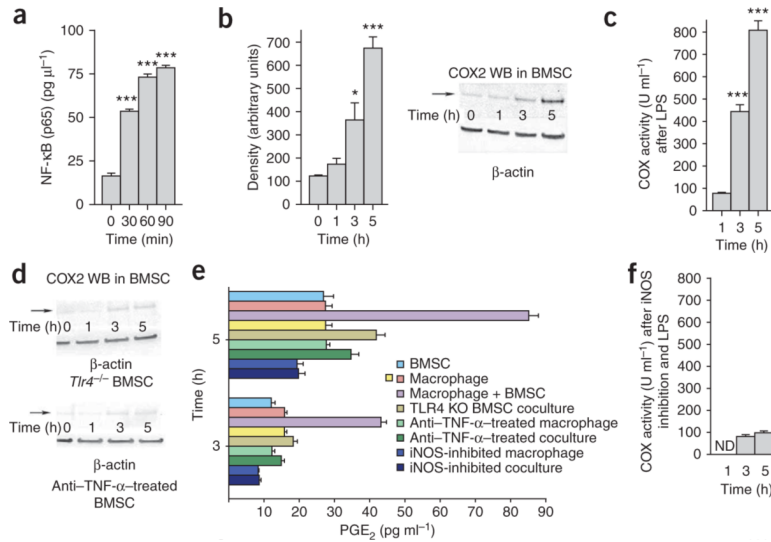 a
NF-κB (p65) (pg μl⁻¹)
100
75
50
25
0
***
***
***
0 30 60 90
Time (min)
b
Density (arbitrary units)
700
600
500
400
300
200
100
0
*
***
0 1 3 5
Time (h)
COX2 WB in BMSC
Time (h) 0 1 3 5
β-actin
c
COX activity (U ml⁻¹)
after LPS
800
700
600
500
400
300
200
100
0
***
***
1 3 5
Time (h)
d
COX2 WB in BMSC
Time (h) 0 1 3 5
β-actin
Tlr4⁻/⁻ BMSC
Time (h) 0 1 3 5
β-actin
Anti–TNF-α–treated
BMSC
e
Time (h)
5
3
BMSC
Macrophage
Macrophage + BMSC
TLR4 KO BMSC coculture
Anti–TNF-α–treated macrophage
Anti–TNF-α–treated coculture
iNOS-inhibited macrophage
iNOS-inhibited coculture
10 20 30 40 50 60 70 80 90
PGE₂ (pg ml⁻¹)
f
COX activity (U ml⁻¹) after iNOS
inhibition and LPS
800
700
600
500
400
300
200
100
0
ND
1 3 5
Time (h)